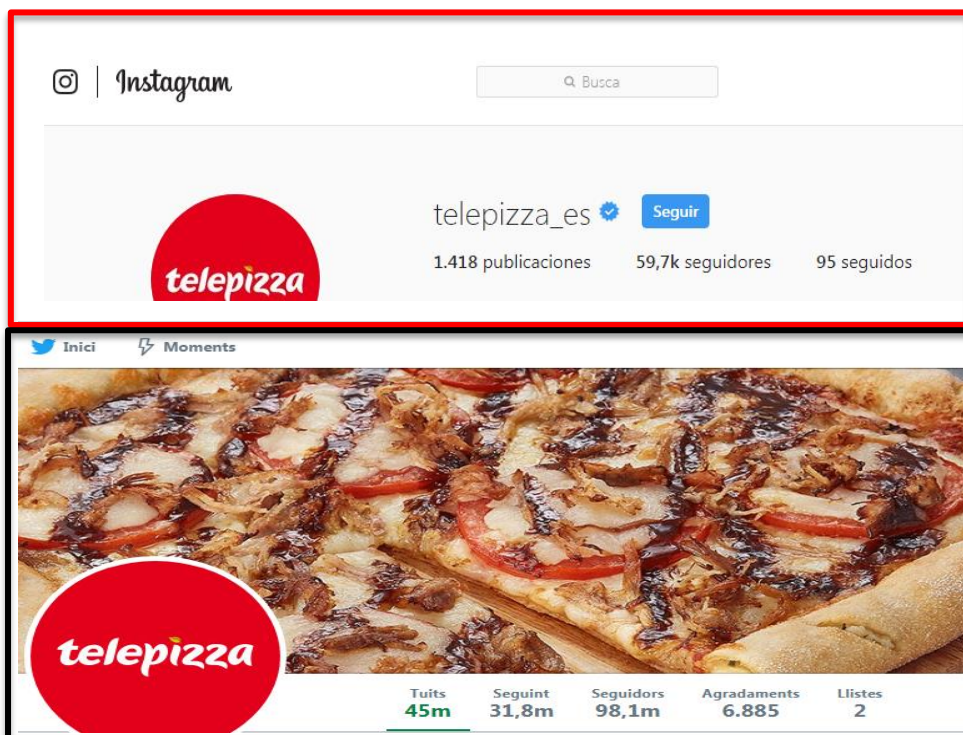 Instagram
Busca
telepizza_es Seguir
1.418 publicaciones 59,7k seguidores 95 seguidos
telepizza
Inici Moments
telepizza
Tuits Seguint Seguidors Agradaments Llistes
45m 31,8m 98,1m 6.885 2